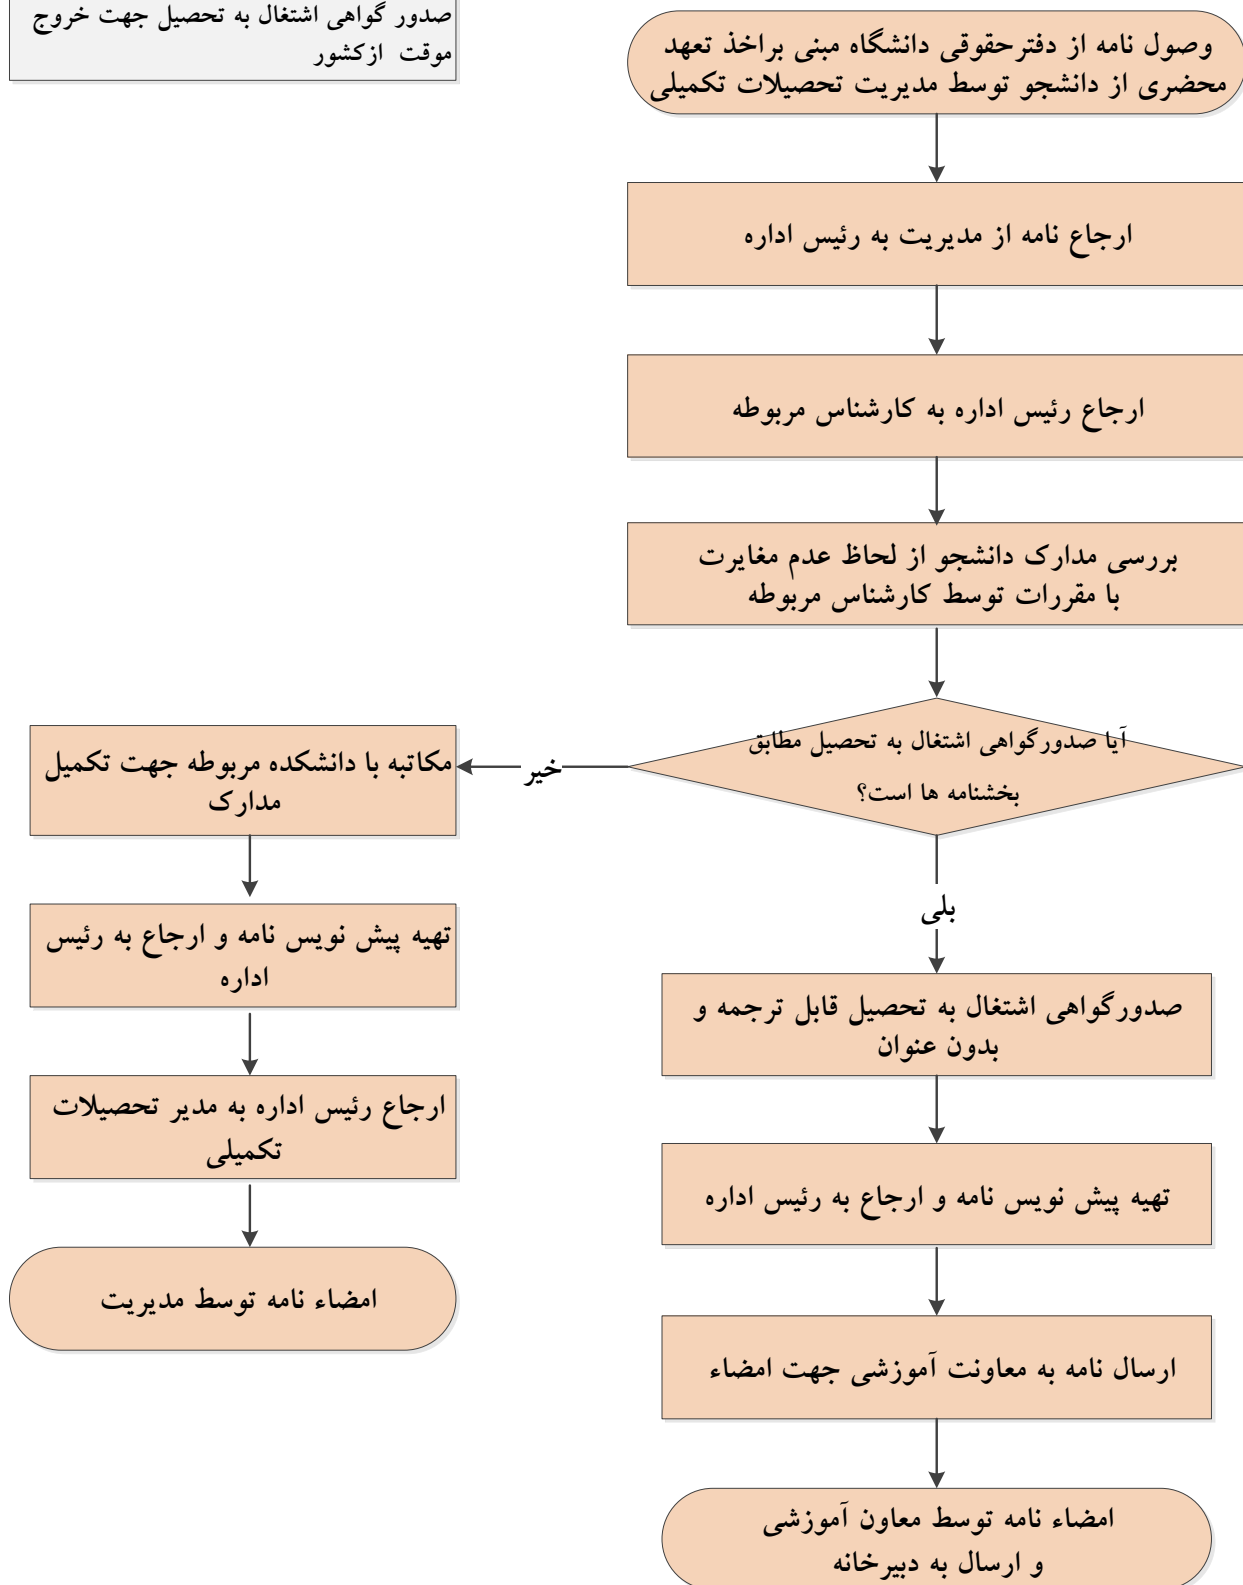 صدور گواهی اشتغال به تحصیل جهت خروج
موقت ازکشور
وصول نامه از دفترحقوقی دانشگاه مبنی براخذ تعهد
محضری از دانشجو توسط مدیریت تحصیلات تکمیلی
ارجاع نامه از مدیریت به رئیس اداره
ارجاع رئیس اداره به کارشناس مربوطه
بررسی مدارک دانشجو از لحاظ عدم مغایرت
با مقررات توسط کارشناس مربوطه
آیا صدورگواهی اشتغال به تحصیل مطابق
بخشنامه ها است؟
خیر
مکاتبه با دانشکده مربوطه جهت تکمیل
مدارک
تهیه پیش نویس نامه و ارجاع به رئیس
اداره
ارجاع رئیس اداره به مدیر تحصیلات
تکمیلی
امضاء نامه توسط مدیریت
بلی
صدورگواهی اشتغال به تحصیل قابل ترجمه و
بدون عنوان
تهیه پیش نویس نامه و ارجاع به رئیس اداره
ارسال نامه به معاونت آموزشی جهت امضاء
امضاء نامه توسط معاون آموزشی
و ارسال به دبیرخانه